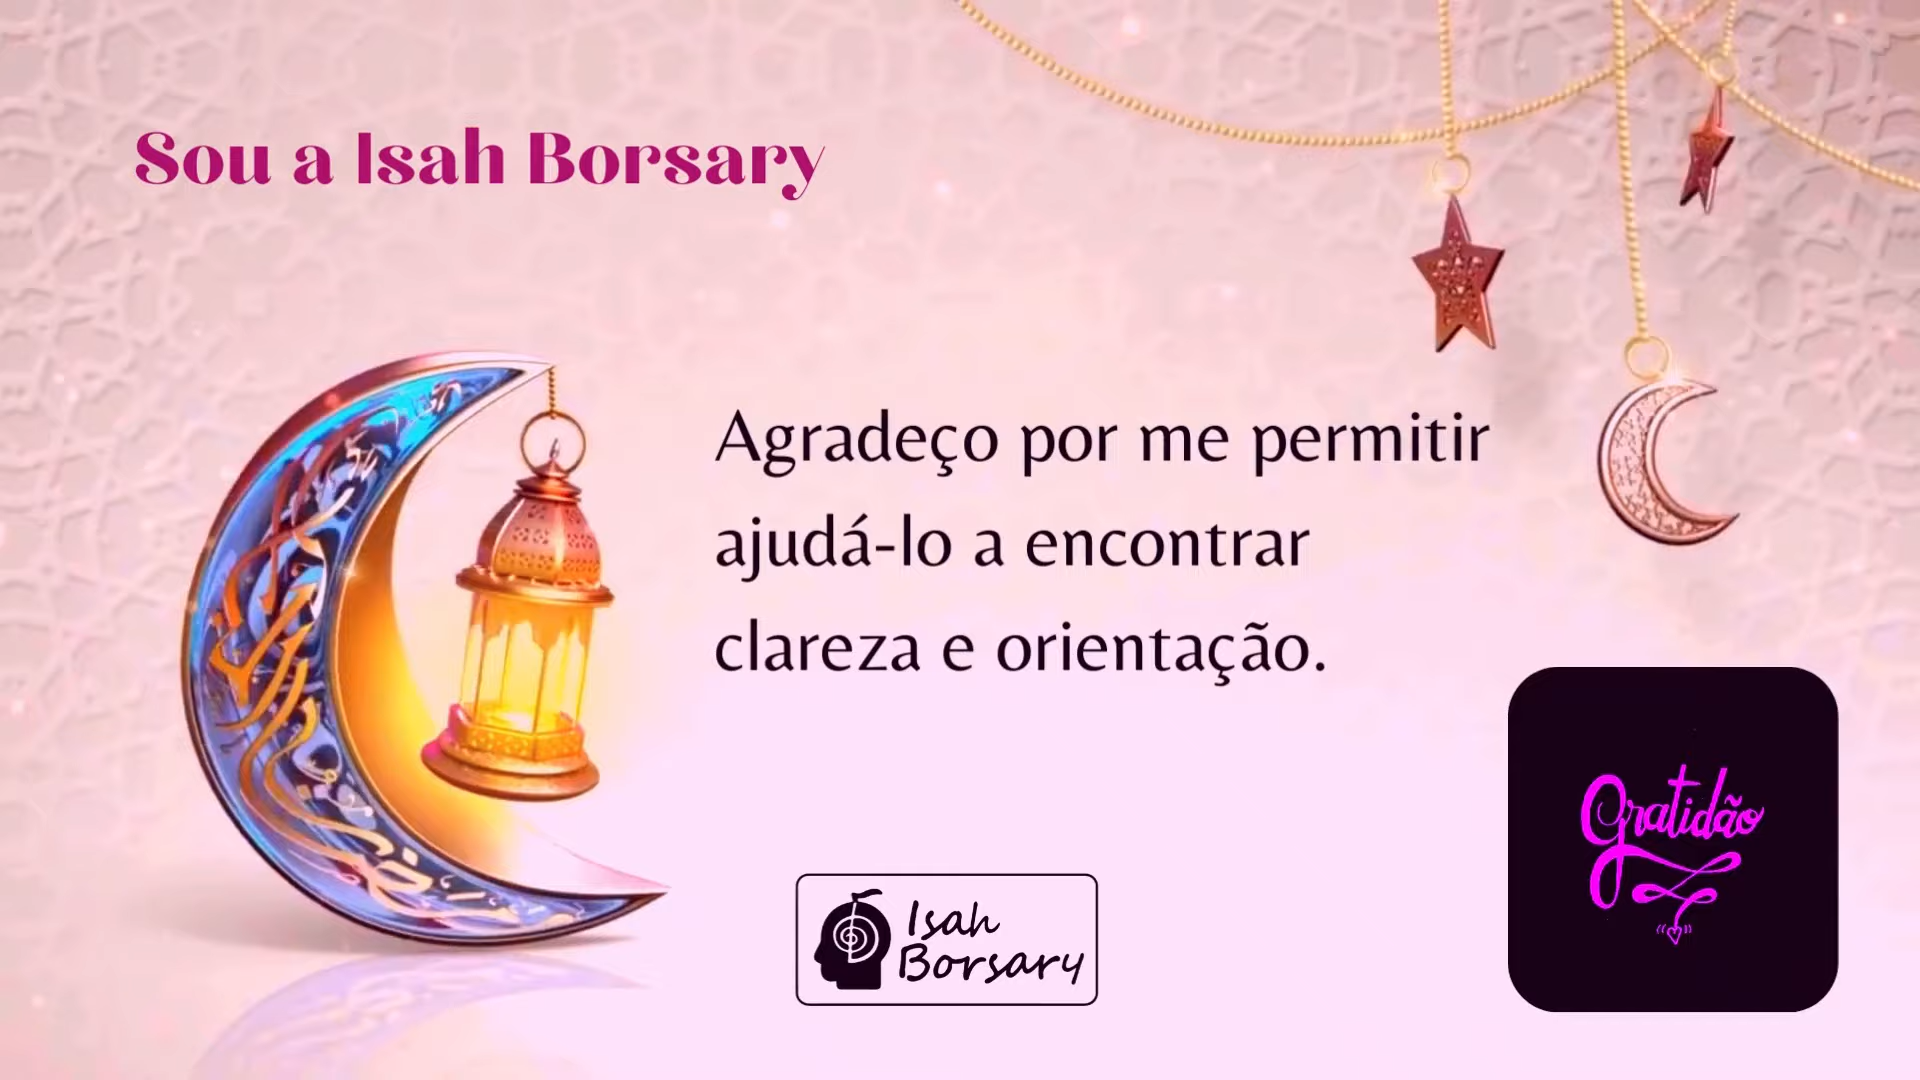 Sou a Isah Borsary
Agradeço por me permitir
ajudá-lo a encontrar
clareza e orientação.
Isah
Borsary
gratidão